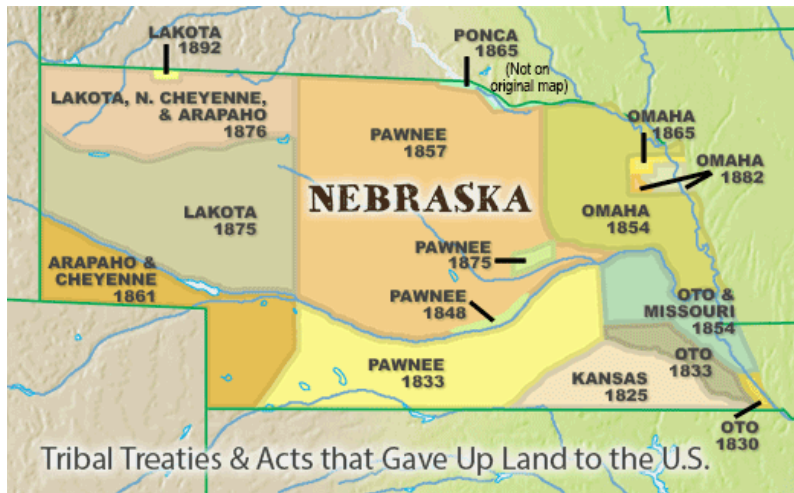 LAKOTA
1892
PONCA
1865
(Not on
original map)
LAKOTA, N. CHEYENNE,
& ARAPAHO
1876
PAWNEE
1857
OMAHA
1865
OMAHA
1882
NEBRASKA
LAKOTA
1875
OMAHA
1854
PAWNEE
1875
ARAPAHO &
CHEYENNE
1861
PAWNEE
1848
OTO &
MISSOURI
1854
PAWNEE
1833
OTO
1833
KANSAS
1825
OTO
1830
Tribal Treaties & Acts that Gave Up Land to the U.S.